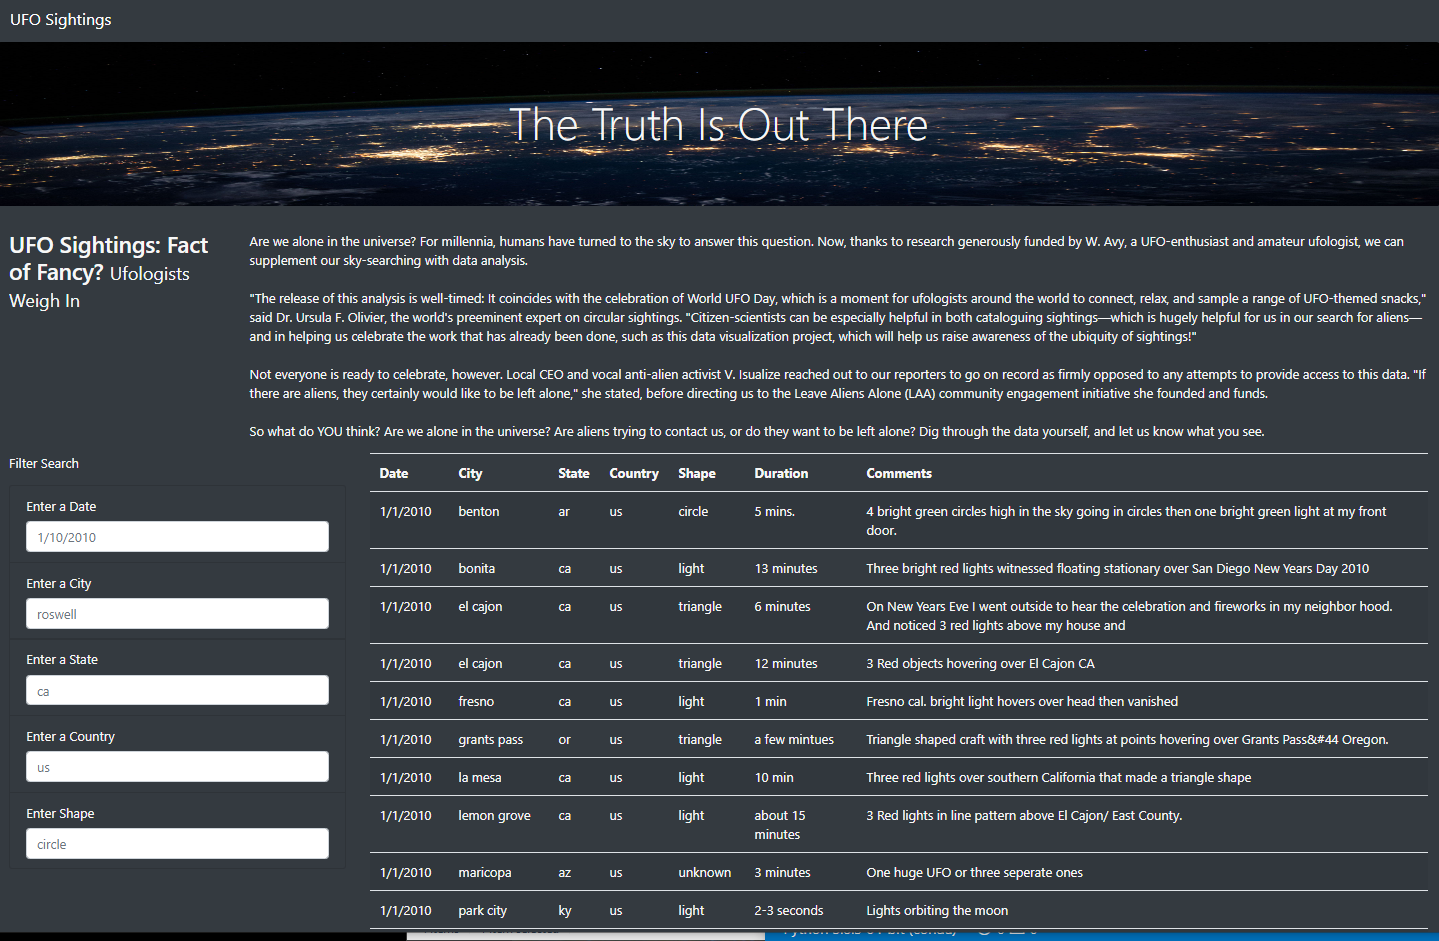 UFO Sightings
The Truth Is Out There
UFO Sightings: Fact
of Fancy? Ufologists
Weigh In
Are we alone in the universe? For millennia, humans have turned to the sky to answer this question. Now, thanks to research generously funded by W. Avy, a UFO-enthusiast and amateur ufologist, we can
supplement our sky-searching with data analysis.
"The release of this analysis is well-timed: It coincides with the celebration of World UFO Day, which is a moment for ufologists around the world to connect, relax, and sample a range of UFO-themed snacks,"
said Dr. Ursula F. Olivier, the world's preeminent expert on circular sightings. "Citizen-scientists can be especially helpful in both cataloguing sightings—which is hugely helpful for us in our search for aliens—
and in helping us celebrate the work that has already been done, such as this data visualization project, which will help us raise awareness of the ubiquity of sightings!"
Not everyone is ready to celebrate, however. Local CEO and vocal anti-alien activist V. Isualize reached out to our reporters to go on record as firmly opposed to any attempts to provide access to this data. "If
there are aliens, they certainly would like to be left alone," she stated, before directing us to the Leave Aliens Alone (LAA) community engagement initiative she founded and funds.
So what do YOU think? Are we alone in the universe? Are aliens trying to contact us, or do they want to be left alone? Dig through the data yourself, and let us know what you see.
Filter Search
Enter a Date
1/10/2010
Enter a City
roswell
Enter a State
ca
Enter a Country
us
Enter Shape
circle
Date City State Country Shape Duration Comments
1/1/2010 benton ar us circle 5 mins. 4 bright green circles high in the sky going in circles then one bright green light at my front
door.
1/1/2010 bonita ca us light 13 minutes Three bright red lights witnessed floating stationary over San Diego New Years Day 2010
1/1/2010 el cajon ca us triangle 6 minutes On New Years Eve I went outside to hear the celebration and fireworks in my neighbor hood.
And noticed 3 red lights above my house and
1/1/2010 el cajon ca us triangle 12 minutes 3 Red objects hovering over El Cajon CA
1/1/2010 fresno ca us light 1 min Fresno cal. bright light hovers over head then vanished
1/1/2010 grants pass or us triangle a few mintues Triangle shaped craft with three red lights at points hovering over Grants Pass&#44 Oregon.
1/1/2010 la mesa ca us light 10 min Three red lights over southern California that made a triangle shape
1/1/2010 lemon grove ca us light about 15 3 Red lights in line pattern above El Cajon/ East County.
minutes
1/1/2010 maricopa az us unknown 3 minutes One huge UFO or three seperate ones
1/1/2010 park city ky us light 2-3 seconds Lights orbiting the moon